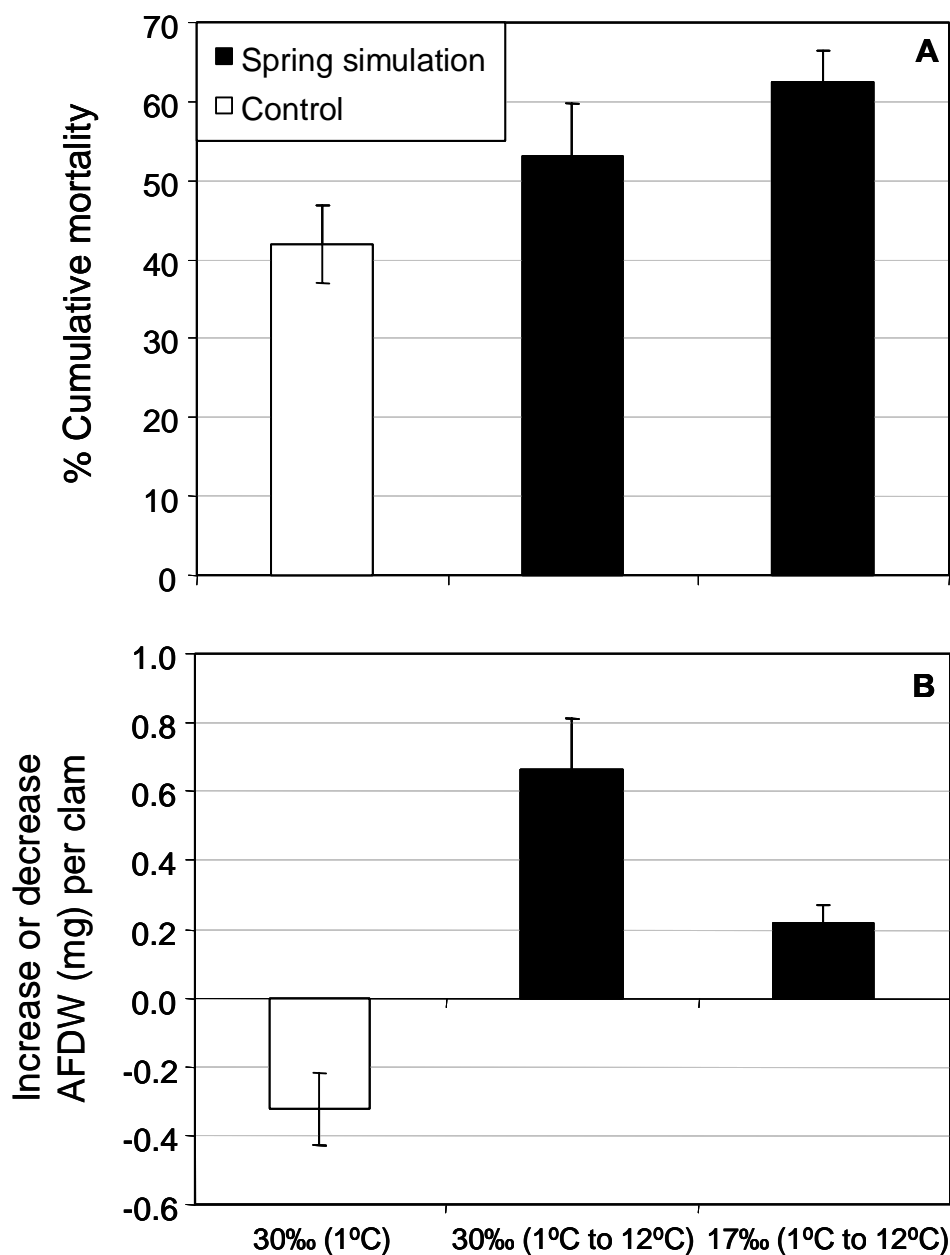 70
60
50
40
30
20
10
0
% Cumulative mortality
Spring simulation
Control
A
1.0
0.8
0.6
0.4
0.2
0.0
-0.2
-0.4
-0.6
Increase or decrease
AFDW (mg) per clam
B
30‰ (1ºC) 30‰ (1ºC to 12ºC) 17‰ (1ºC to 12ºC)